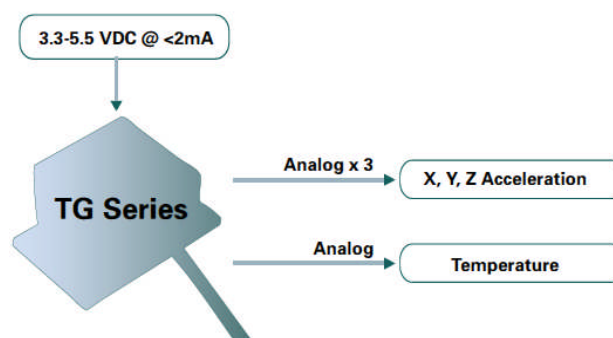 3.3-5.5 VDC @ <2mA
TG Series
Analog x 3
X, Y, Z Acceleration
Analog
Temperature